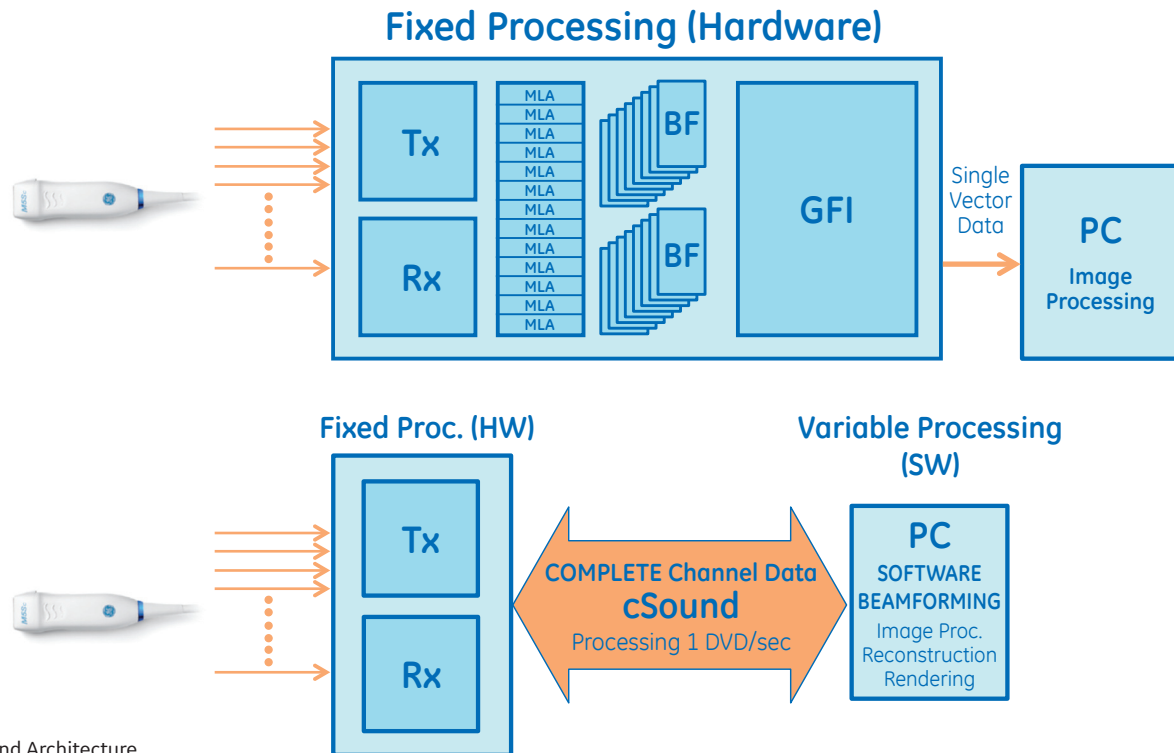 Fixed Processing (Hardware)
Tx
Rx
MLA
MLA
MLA
MLA
MLA
MLA
MLA
MLA
MLA
MLA
MLA
MLA
MLA
BF
BF
GFI
Single
Vector
Data
PC
Image
Processing
M5Sc
Fixed Proc. (HW)
Variable Processing
(SW)
Tx
Rx
COMPLETE Channel Data
cSound
Processing 1 DVD/sec
PC
SOFTWARE
BEAMFORMING
Image Proc.
Reconstruction
Rendering
M5Sc
nd Architecture